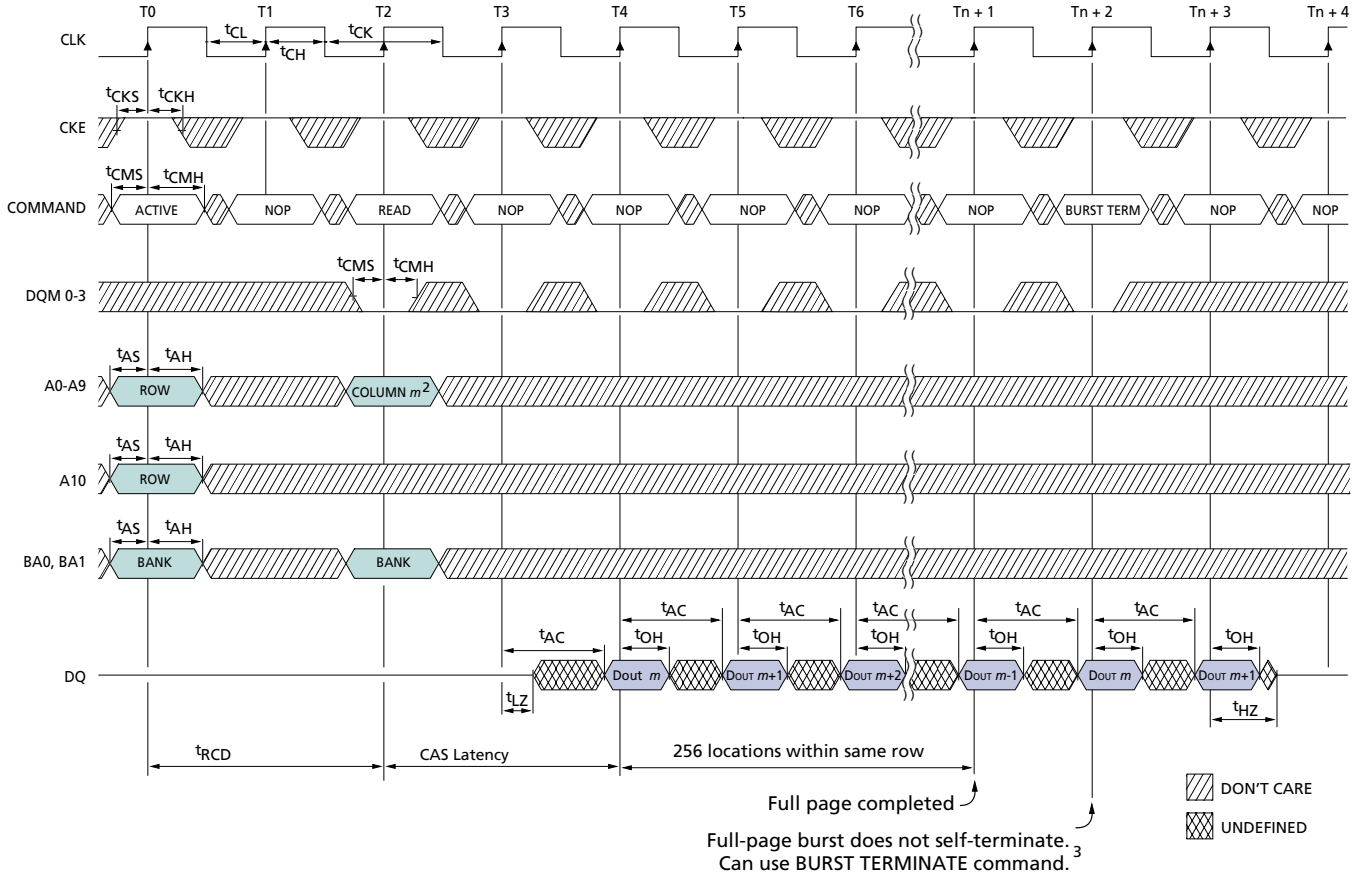 T0 T1 T2 T3 T4 T5 T6 Tn + 1 Tn + 2 Tn + 3 Tn + 4
CLK tCL tCH tCK
tCKS tCKH
CKE
tCMS tCMH
COMMAND ACTIVE NOP READ NOP NOP NOP NOP NOP BURST TERM NOP NOP
tCMS tCMH
DQM 0-3
tAS tAH
A0-A9 ROW COLUMN m2
tAS tAH
A10 ROW
tAS tAH
BA0, BA1 BANK BANK
tAC tAC tAC tAC tAC tAC
tOH tOH tOH tOH tOH tOH
DQ DOUT m DOUT m+1 DOUT m+2 DOUT m-1 DOUT m DOUT m+1
tLZ tHZ
tRCD CAS Latency 256 locations within same row
Full page completed
Full-page burst does not self-terminate.
Can use BURST TERMINATE command. 3
DON'T CARE
UNDEFINED